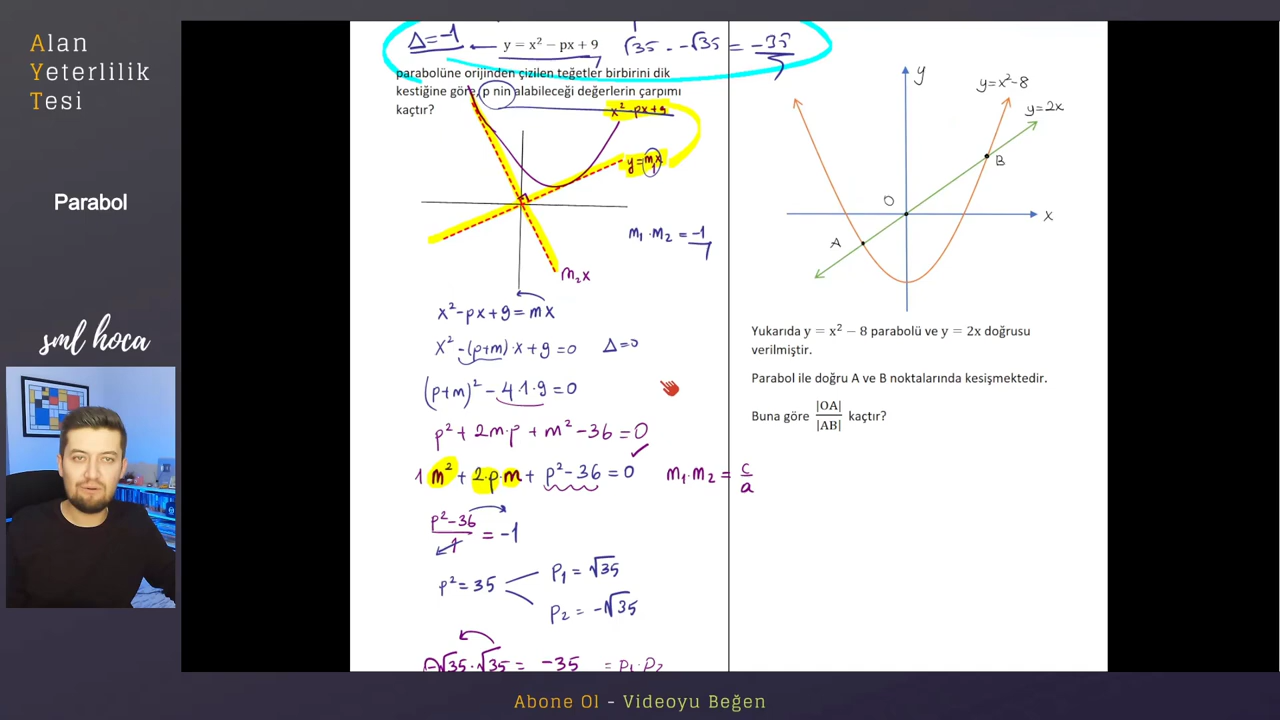 Alan
Yeterlilik
Tesi
Parabol
sml hoca
Δ=-1 ← y = x² − px + 9 √35 . -√35 = -35
parabolüne orijinden çizilen teğetler birbirini dik
kestiğine göre, p nin alabileceği değerlerin çarpımı
kaçtır?
x²-px+9
y=mx
1
m₁.m₂ = -1
m₂x
x²-px+9=mx
x²-(p+m).x+9=0 Δ=0
(p+m)²-4.1.9=0
p²+2m.p+m²-36=0
1 m²+2.p.m+p²-36=0 m₁.m₂ = c/a
p²-36/1 = -1
p²=35
p₁=√35
p₂=-√35
-√35.√35 = -35 = p₁.p₂
y
y=x²-8
y=2x
B
O
x
A
Yukarıda y = x² − 8 parabolü ve y = 2x doğrusu
verilmiştir.
Parabol ile doğru A ve B noktalarında kesişmektedir.
Buna göre |OA|/|AB| kaçtır?
Abone Ol - Videoyu Beğen